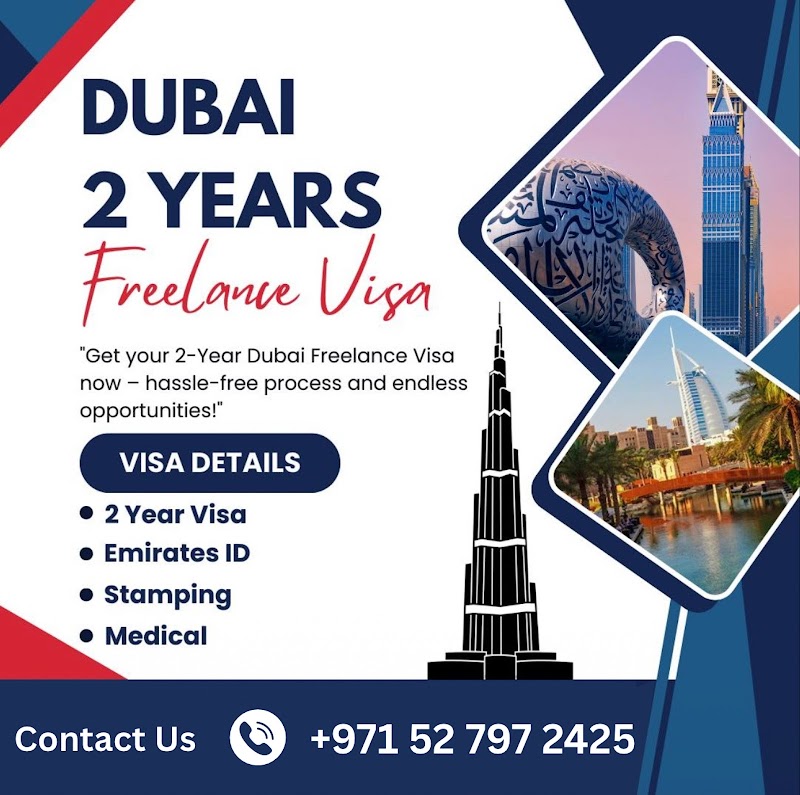 DUBAI
2 YEARS
Freelance Visa
"Get your 2-Year Dubai Freelance Visa
now – hassle-free process and endless
opportunities!"
VISA DETAILS
• 2 Year Visa
• Emirates ID
• Stamping
• Medical
Contact Us +971 52 797 2425